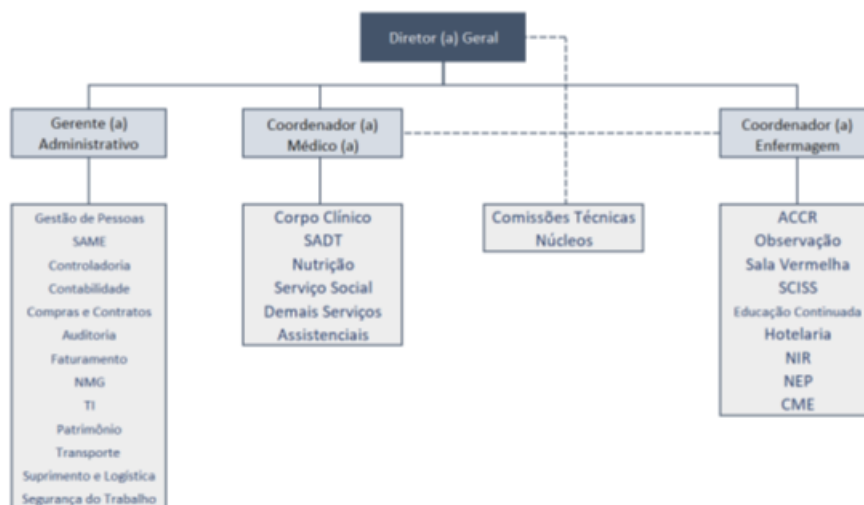 Diretor (a) Geral
Gerente (a)
Administrativo
Coordenador (a)
Médico (a)
Coordenador (a)
Enfermagem
Gestão de Pessoas
SAME
Controladoria
Contabilidade
Compras e Contratos
Auditoria
Faturamento
NMG
TI
Patrimônio
Transporte
Suprimento e Logística
Segurança do Trabalho
Corpo Clínico
SADT
Nutrição
Serviço Social
Demais Serviços
Assistenciais
Comissões Técnicas
Núcleos
ACCR
Observação
Sala Vermelha
SCISS
Educação Continuada
Hotelaria
NIR
NEP
CME